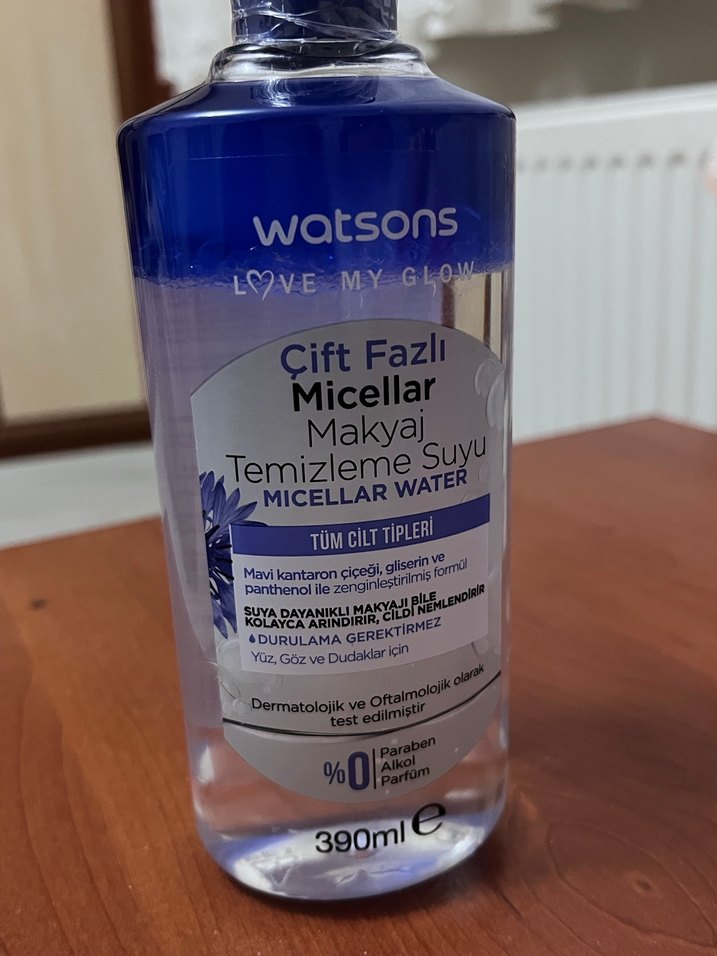 watsons
LOVE MY GLOW
Çift Fazlı
Micellar
Makyaj
Temizleme Suyu
MICELLAR WATER
TÜM CİLT TİPLERİ
Mavi kantaron çiçeği, gliserin ve
panthenol ile zenginleştirilmiş formül
SUYA DAYANIKLI MAKYAJI BİLE
KOLAYCA ARINDIRIR, CİLDİ NEMLENDİRİR
DURULAMA GEREKTİRMEZ
Yüz, Göz ve Dudaklar için
Dermatolojik ve Oftalmolojik olarak
test edilmiştir
%0
Paraben
Alkol
Parfüm
390ml e